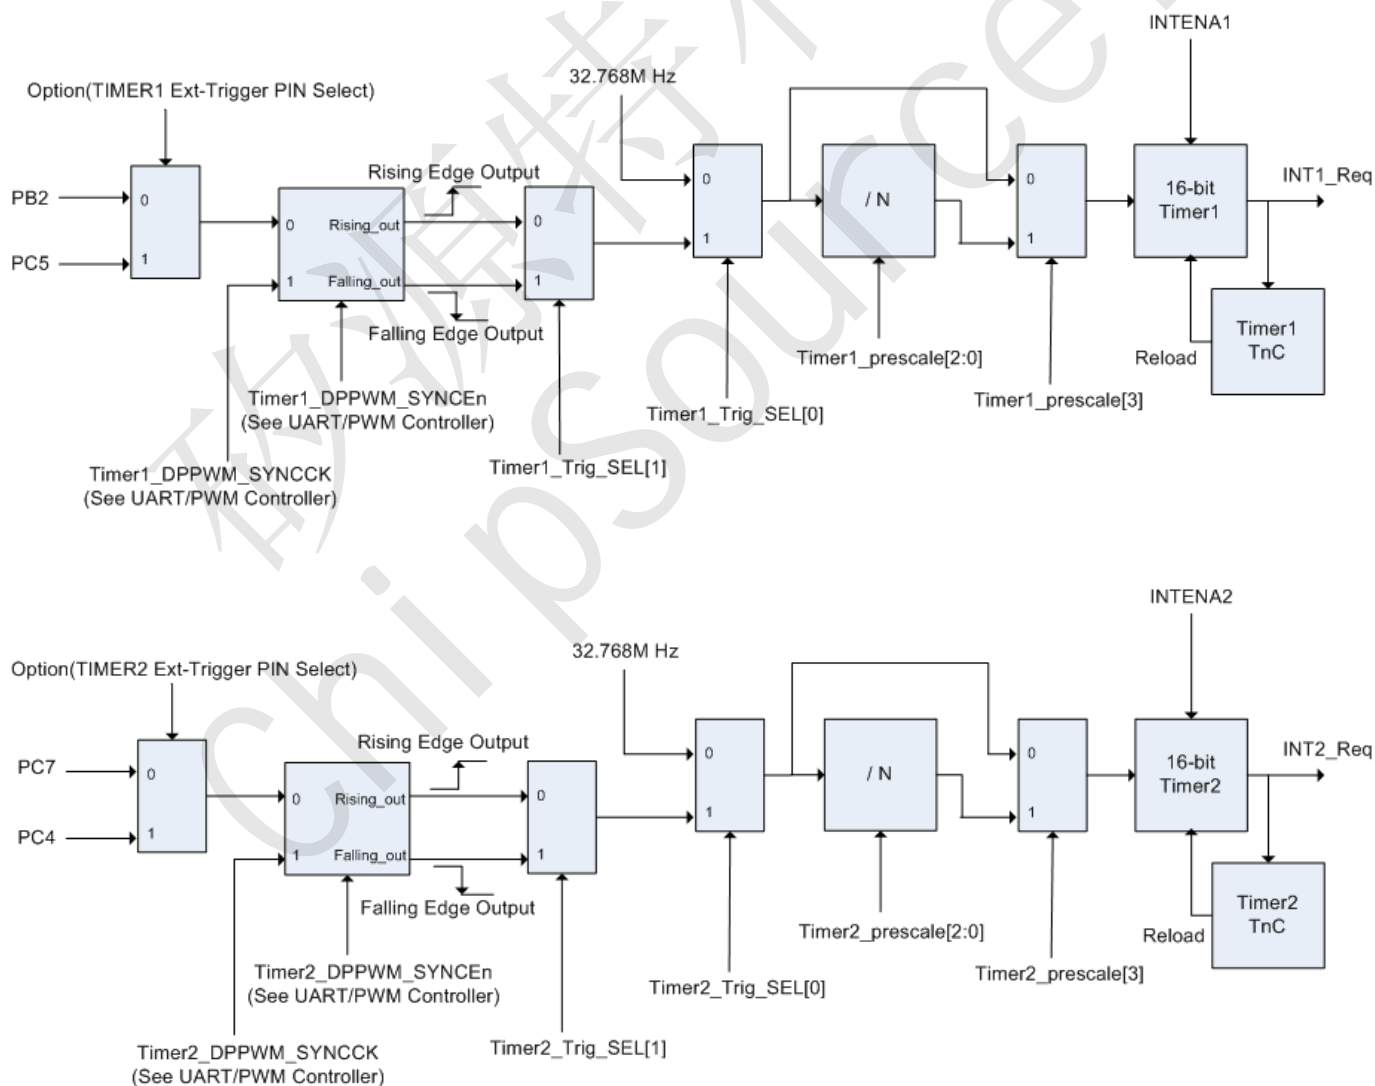 INTENA1
32.768M Hz
Option(TIMER1 Ext-Trigger PIN Select)
Rising Edge Output
PB2
0
PC5
1
0
Rising_out
1
Falling_out
0
1
Falling Edge Output
0
1
/ N
0
1
16-bit
Timer1
INT1_Req
Timer1
TnC
Reload
Timer1_prescale[2:0]
Timer1_prescale[3]
Timer1_DPPWM_SYNCEn
(See UART/PWM Controller)
Timer1_Trig_SEL[0]
Timer1_Trig_SEL[1]
Timer1_DPPWM_SYNCCK
(See UART/PWM Controller)
INTENA2
32.768M Hz
Option(TIMER2 Ext-Trigger PIN Select)
Rising Edge Output
PC7
0
PC4
1
0
Rising_out
1
Falling_out
0
1
Falling Edge Output
0
1
/ N
0
1
16-bit
Timer2
INT2_Req
Timer2
TnC
Reload
Timer2_prescale[2:0]
Timer2_prescale[3]
Timer2_DPPWM_SYNCEn
(See UART/PWM Controller)
Timer2_Trig_SEL[0]
Timer2_Trig_SEL[1]
Timer2_DPPWM_SYNCCK
(See UART/PWM Controller)
矽源特
ChipSource